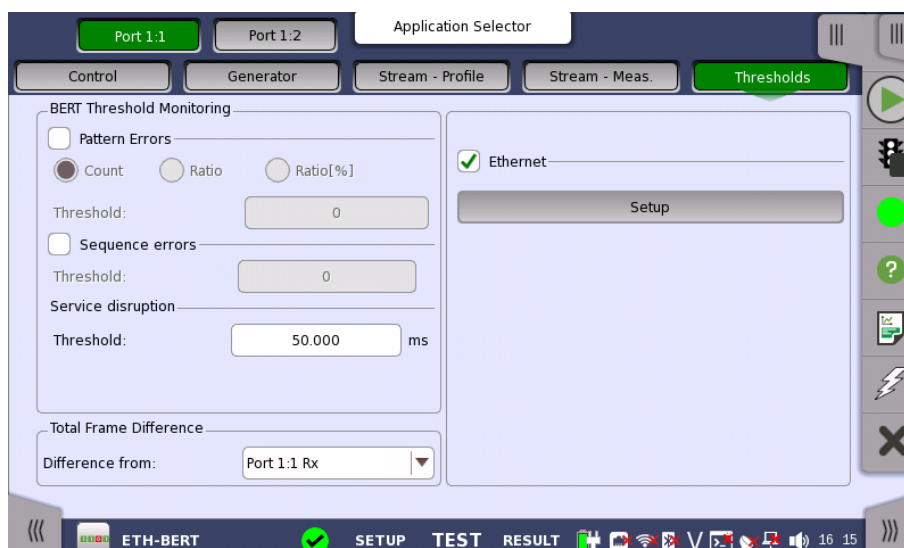 Port 1:1 Port 1:2 Application Selector
Control Generator Stream - Profile Stream - Meas. Thresholds
BERT Threshold Monitoring
Pattern Errors
Count Ratio Ratio[%]
Threshold: 0
Sequence errors
Threshold: 0
Service disruption
Threshold: 50.000 ms
Ethernet
Setup
Total Frame Difference
Difference from: Port 1:1 Rx
ETH-BERT SETUP TEST RESULT V 16 15